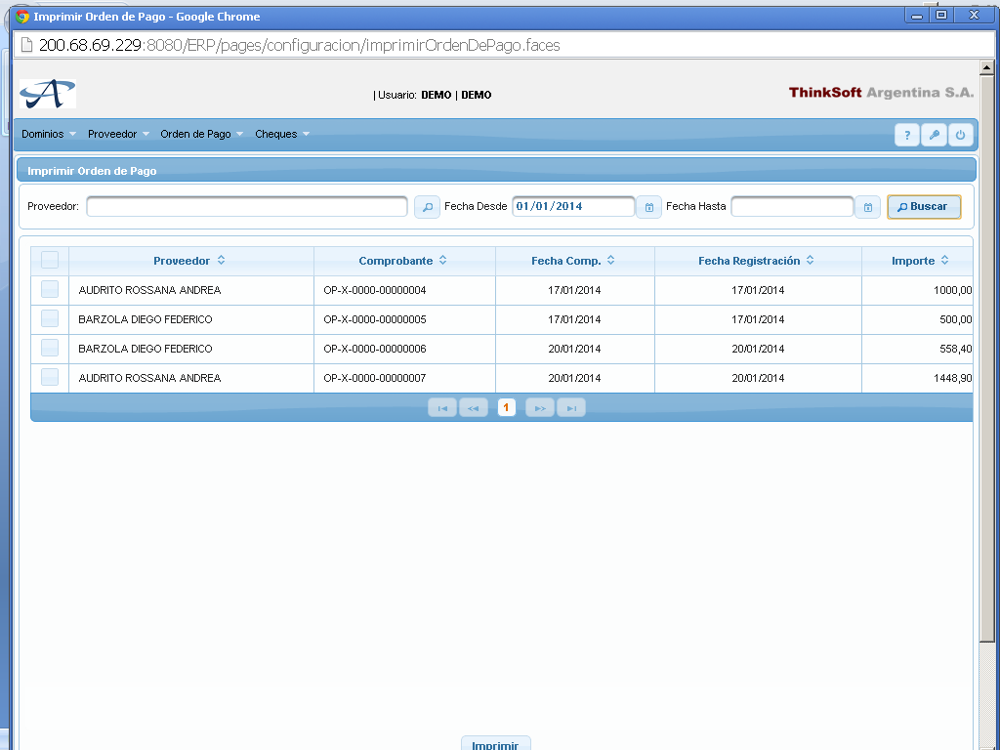 Imprimir Orden de Pago - Google Chrome
200.68.69.229:8080/ERP/pages/configuracion/imprimirOrdenDePago.faces
| Usuario: DEMO | DEMO
ThinkSoft Argentina S.A.
Dominios Proveedor Orden de Pago Cheques ?
Imprimir Orden de Pago
Proveedor: Fecha Desde 01/01/2014 Fecha Hasta Buscar
Proveedor Comprobante Fecha Comp. Fecha Registración Importe
AUDRITO ROSSANA ANDREA OP-X-0000-00000004 17/01/2014 17/01/2014 1000,00
BARZOLA DIEGO FEDERICO OP-X-0000-00000005 17/01/2014 17/01/2014 500,00
BARZOLA DIEGO FEDERICO OP-X-0000-00000006 20/01/2014 20/01/2014 558,40
AUDRITO ROSSANA ANDREA OP-X-0000-00000007 20/01/2014 20/01/2014 1448,90
1
Imprimir